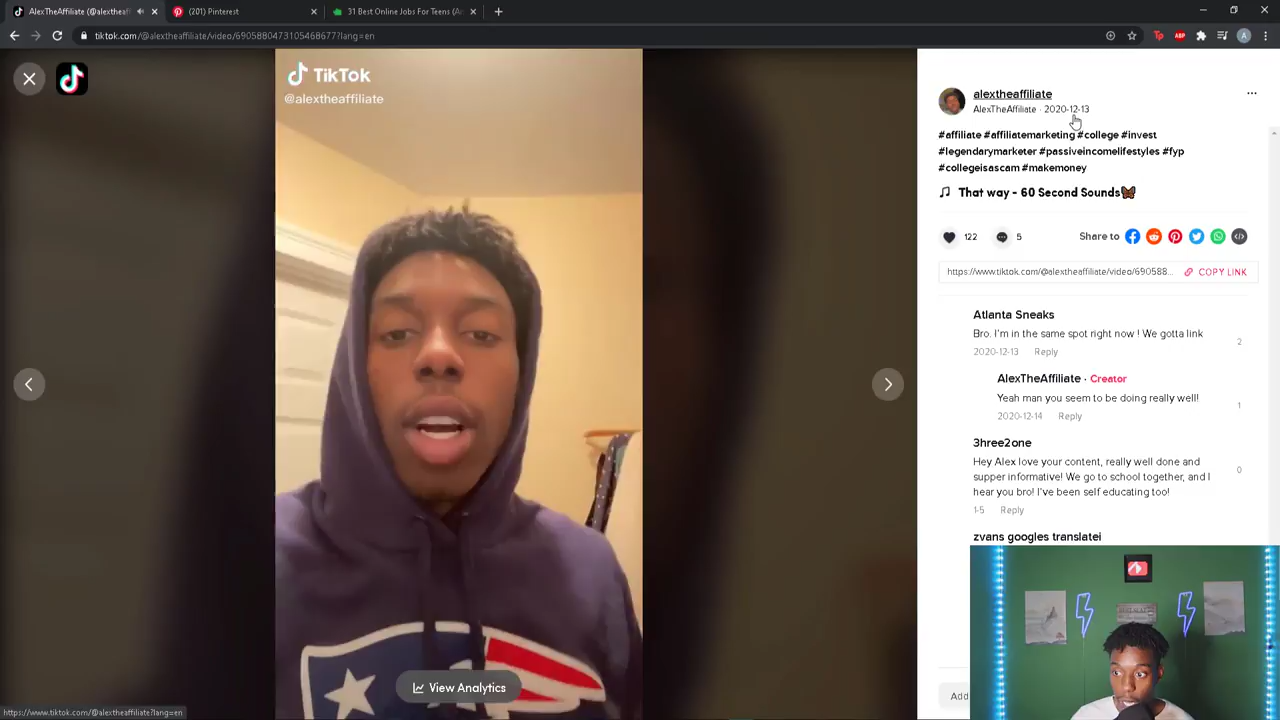 AlexTheAffiliate (@alextheaf
(201) Pinterest
31 Best Online Jobs For Teens (A
tiktok.com/@alextheaffiliate/video/6905880473105468677?lang=en
TikTok
@alextheaffiliate
alextheaffiliate
AlexTheAffiliate · 2020-12-13
#affiliate #affiliatemarketing #college #invest
#legendarymarketer #passiveincomelifestyles #fyp
#collegeisascam #makemoney
That way - 60 Second Sounds🦋
122
5
Share to
https://www.tiktok.com/@alextheaffiliate/video/690588...
COPY LINK
Atlanta Sneaks
Bro. I'm in the same spot right now ! We gotta link
2
2020-12-13 Reply
AlexTheAffiliate · Creator
Yeah man you seem to be doing really well!
1
2020-12-14 Reply
3hree2one
Hey Alex love your content, really well done and
supper informative! We go to school together, and I
0
hear you bro! I've been self educating too!
1-5 Reply
zvans googles translatei
View Analytics
Add
https://www.tiktok.com/@alextheaffiliate?lang=en